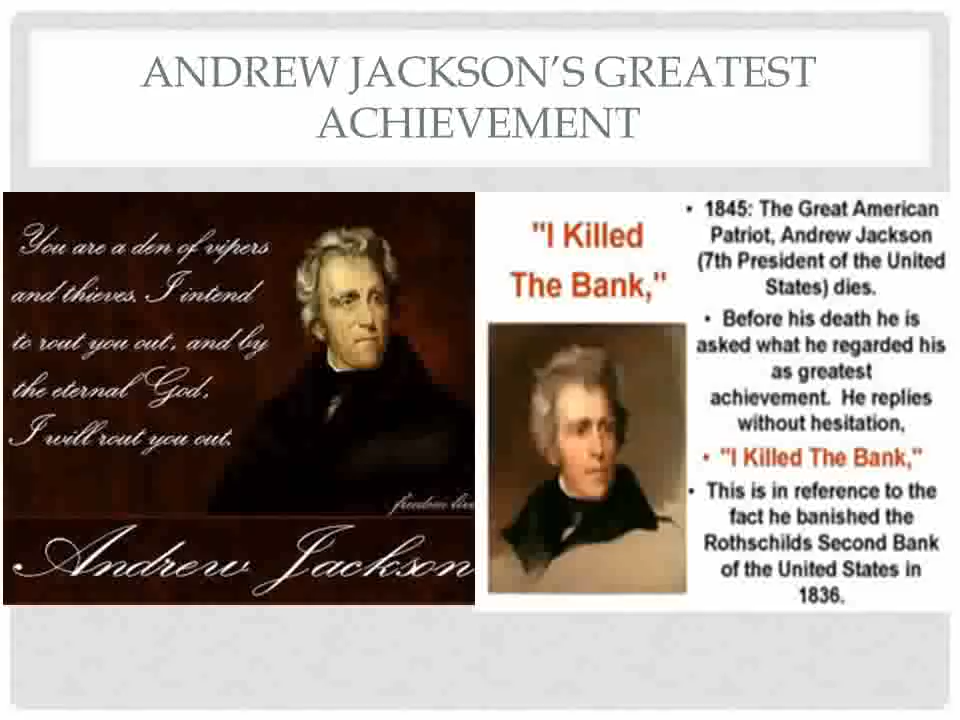 ANDREW JACKSON’S GREATEST
ACHIEVEMENT
You are a den of vipers
and thieves. I intend
to rout you out, and by
the eternal God,
I will rout you out.
freedom live
Andrew Jackson
"I Killed
The Bank,"
• 1845: The Great American
Patriot, Andrew Jackson
(7th President of the United
States) dies.
• Before his death he is
asked what he regarded his
as greatest
achievement. He replies
without hesitation,
• "I Killed The Bank,"
• This is in reference to the
fact he banished the
Rothschilds Second Bank
of the United States in
1836.